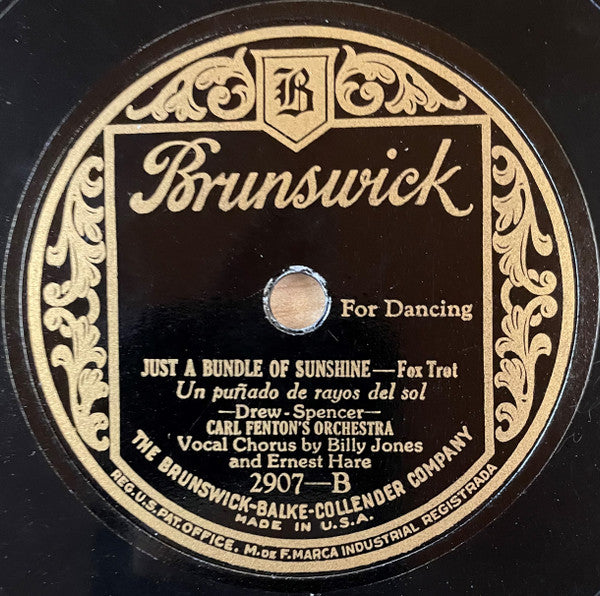 B
Brunswick
For Dancing
JUST A BUNDLE OF SUNSHINE—Fox Trot
Un puñado de rayos del sol
—Drew-Spencer—
CARL FENTON'S ORCHESTRA
Vocal Chorus by Billy Jones
and Ernest Hare
2907—B
THE BRUNSWICK-BALKE-COLLENDER COMPANY
MADE IN U.S.A.
REG. U.S. PAT. OFFICE. M. DE F. MARCA INDUSTRIAL REGISTRADA